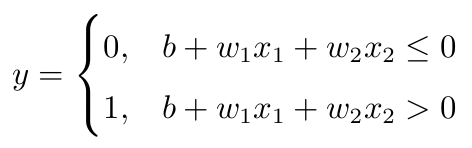 y = { 0, b + w₁x₁ + w₂x₂ ≤ 0
1, b + w₁x₁ + w₂x₂ > 0